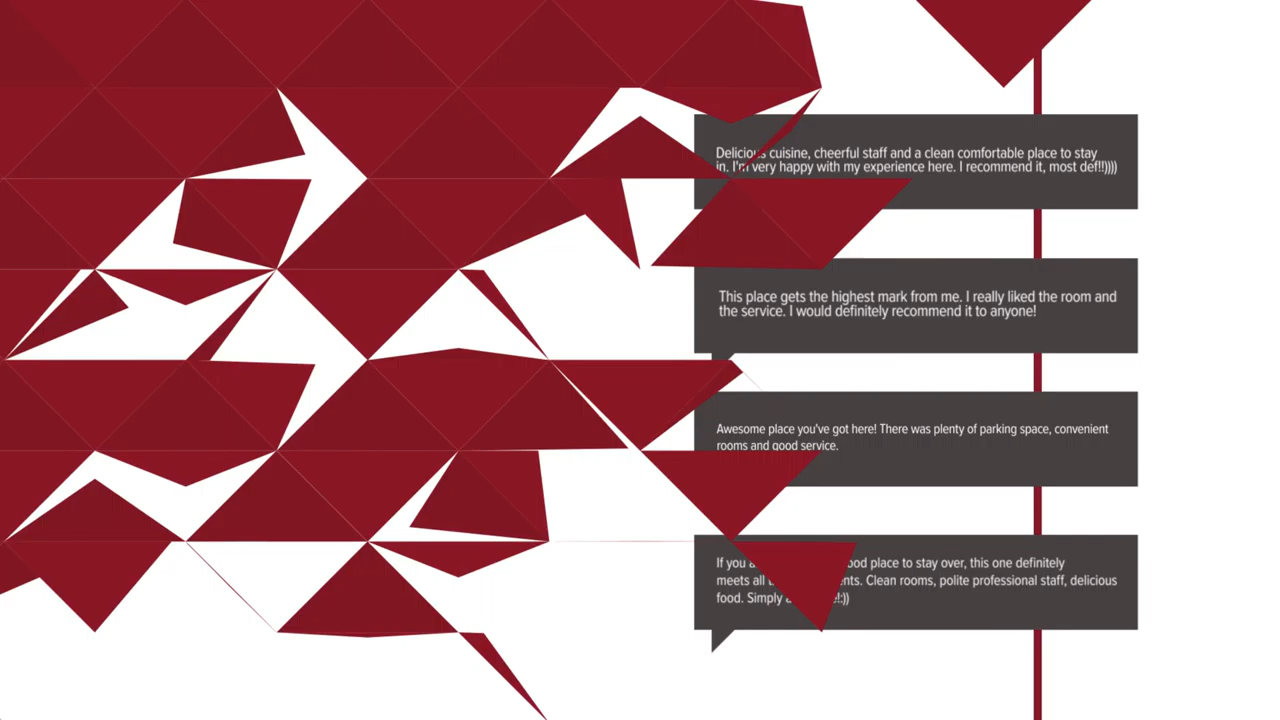 Delicious cuisine, cheerful staff and a clean comfortable place to stay
in. I'm very happy with my experience here. I recommend it, most def!!))))
This place gets the highest mark from me. I really liked the room and
the service. I would definitely recommend it to anyone!
Awesome place you've got here! There was plenty of parking space, convenient
rooms and good service.
If you place to stay over, this one definitely
meets all Clean rooms, polite professional staff, delicious
food. Simply